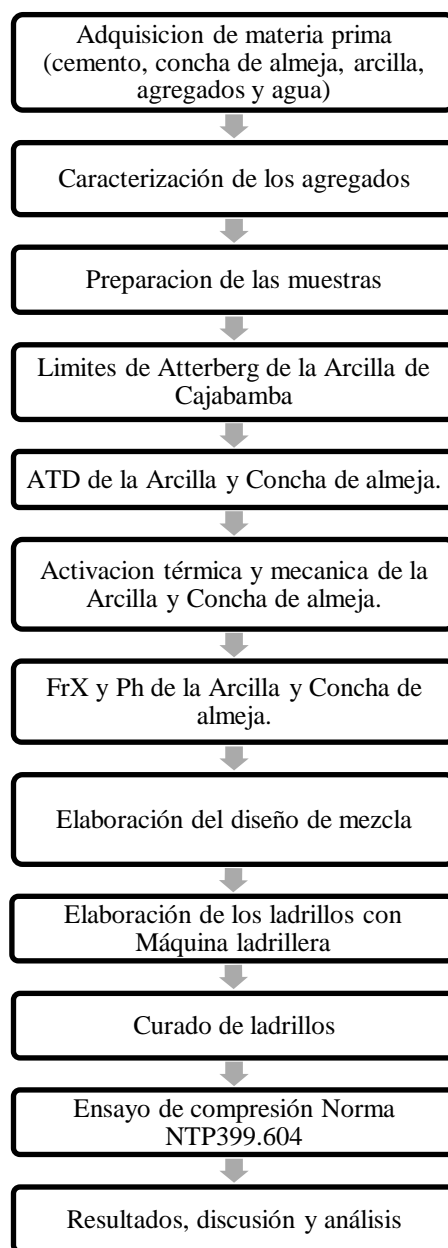 Adquisicion de materia prima
(cemento, concha de almeja, arcilla,
agregados y agua)
Caracterización de los agregados
Preparacion de las muestras
Limites de Atterberg de la Arcilla de
Cajabamba
ATD de la Arcilla y Concha de almeja.
Activacion térmica y mecanica de la
Arcilla y Concha de almeja.
FrX y Ph de la Arcilla y Concha de
almeja.
Elaboración del diseño de mezcla
Elaboración de los ladrillos con
Máquina ladrillera
Curado de ladrillos
Ensayo de compresión Norma
NTP399.604
Resultados, discusión y análisis